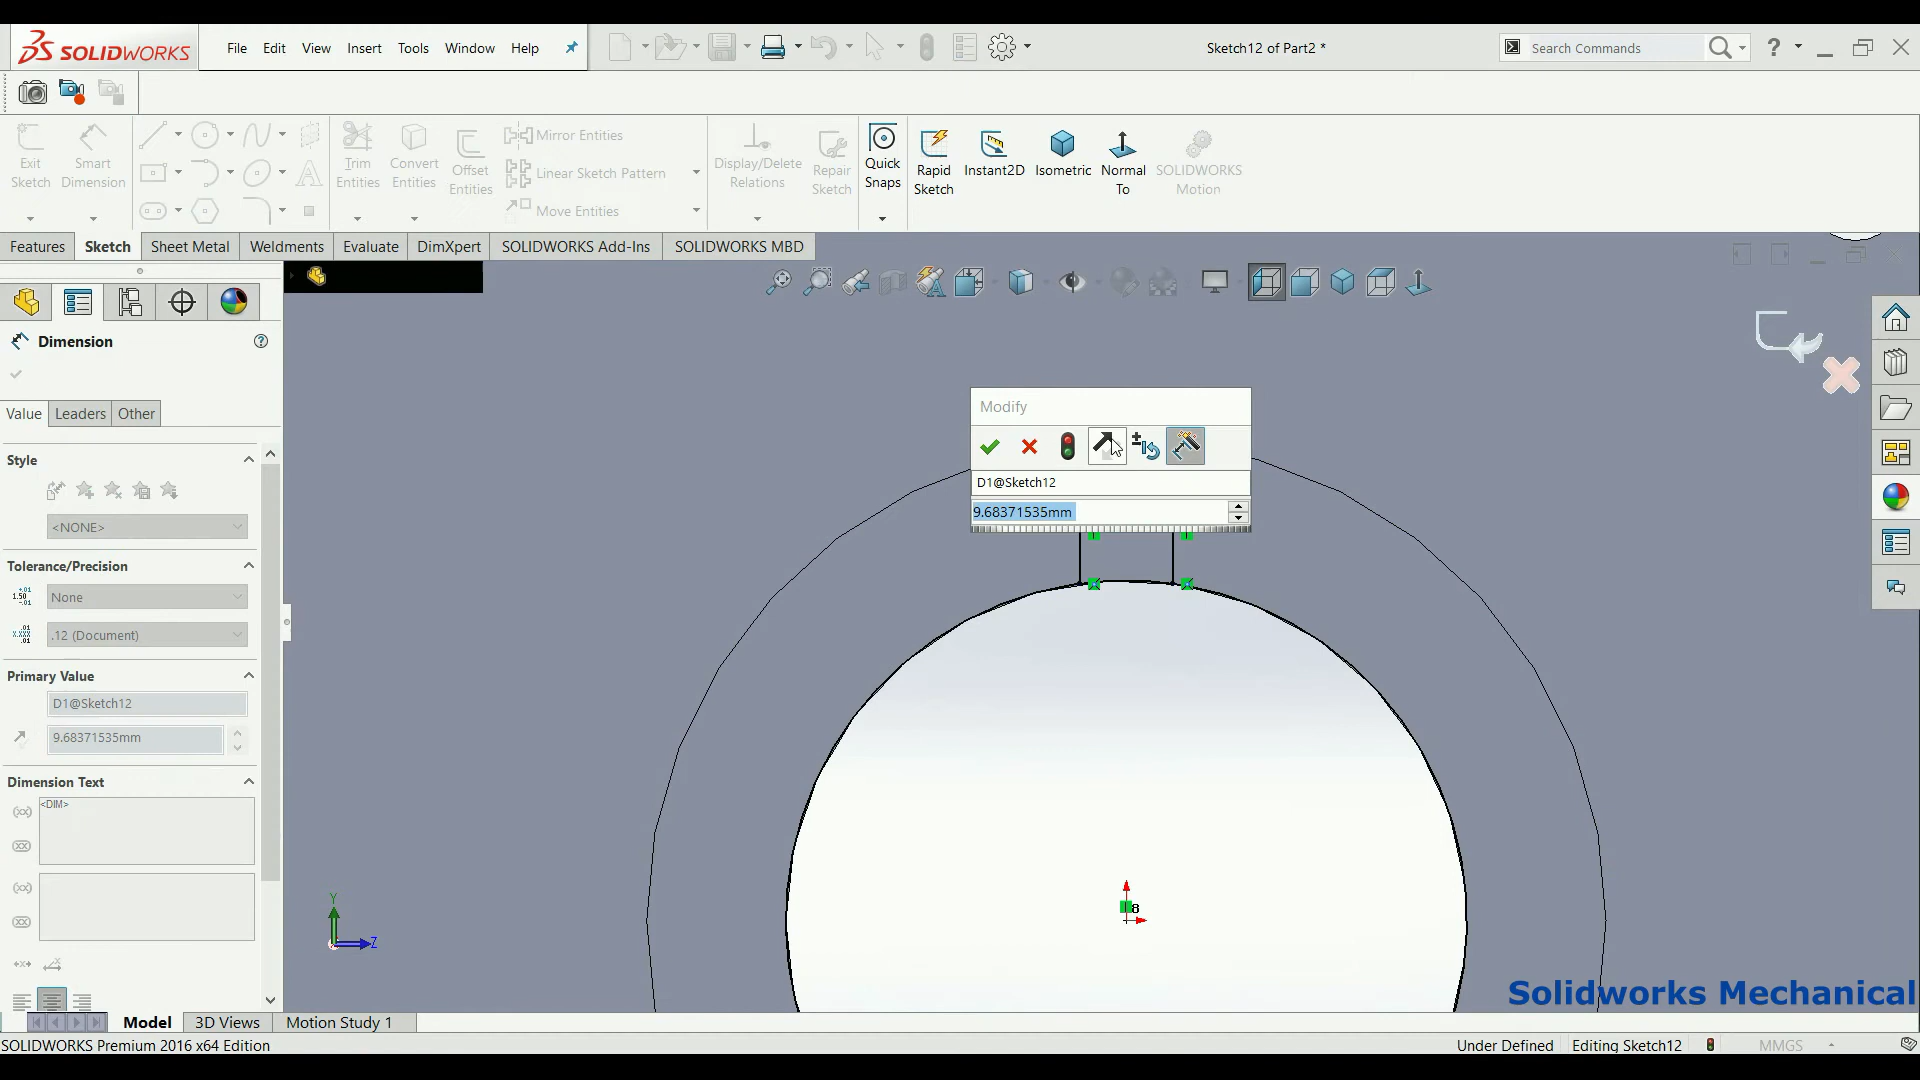 SOLIDWORKS
File Edit View Insert Tools Window Help
Sketch12 of Part2 *
Search Commands
Exit Sketch
Smart Dimension
Trim Entities
Convert Entities
Offset Entities
Mirror Entities
Linear Sketch Pattern
Move Entities
Display/Delete Relations
Repair Sketch
Quick Snaps
Rapid Sketch
Instant2D
Isometric
Normal To
SOLIDWORKS Motion
Features Sketch Sheet Metal Weldments Evaluate DimXpert SOLIDWORKS Add-Ins SOLIDWORKS MBD
Dimension
Value Leaders Other
Style
<NONE>
Tolerance/Precision
None
.12 (Document)
Primary Value
D1@Sketch12
9.68371535mm
Dimension Text
<DIM>
Modify
D1@Sketch12
9.68371535mm
8
Y
Z
Solidworks Mechanical
Model 3D Views Motion Study 1
SOLIDWORKS Premium 2016 x64 Edition
Under Defined Editing Sketch12 MMGS